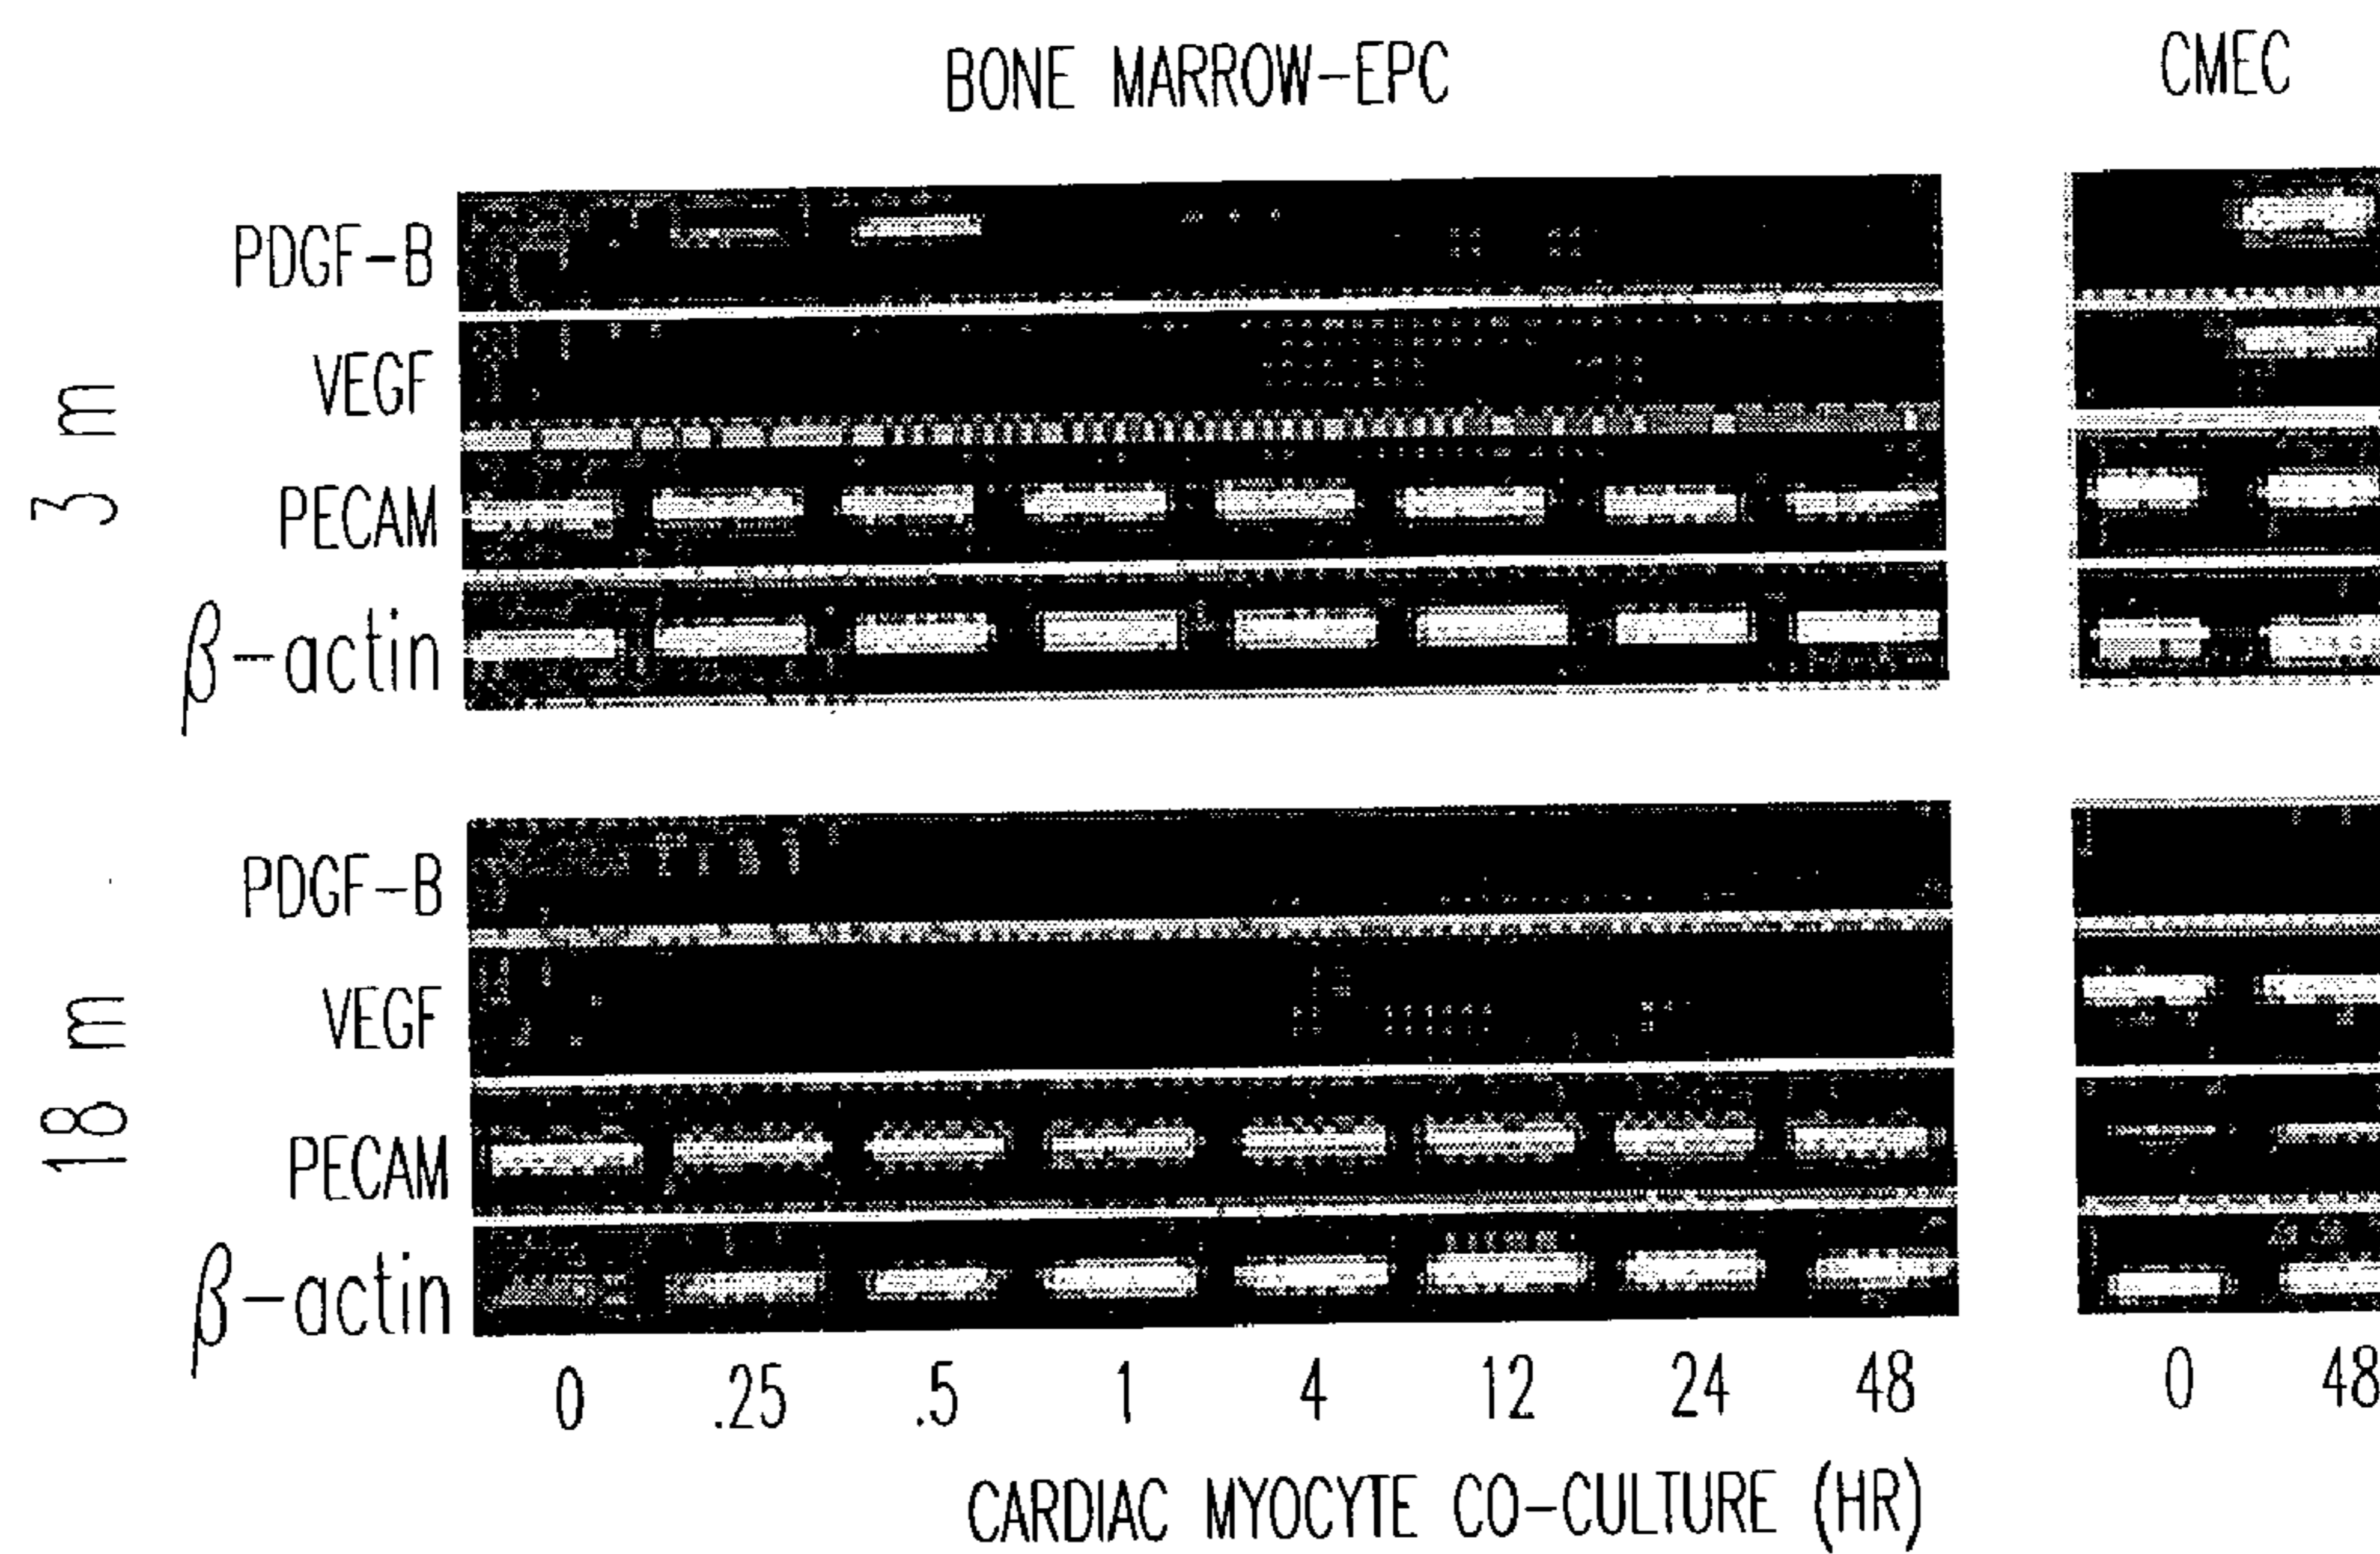 BONE MARROW-EPC CMEC
3 m
PDGF-B
VEGF
PECAM
β-actin
18 m
PDGF-B
VEGF
PECAM
β-actin
0 .25 .5 1 4 12 24 48 0 48
CARDIAC MYOCYTE CO-CULTURE (HR)